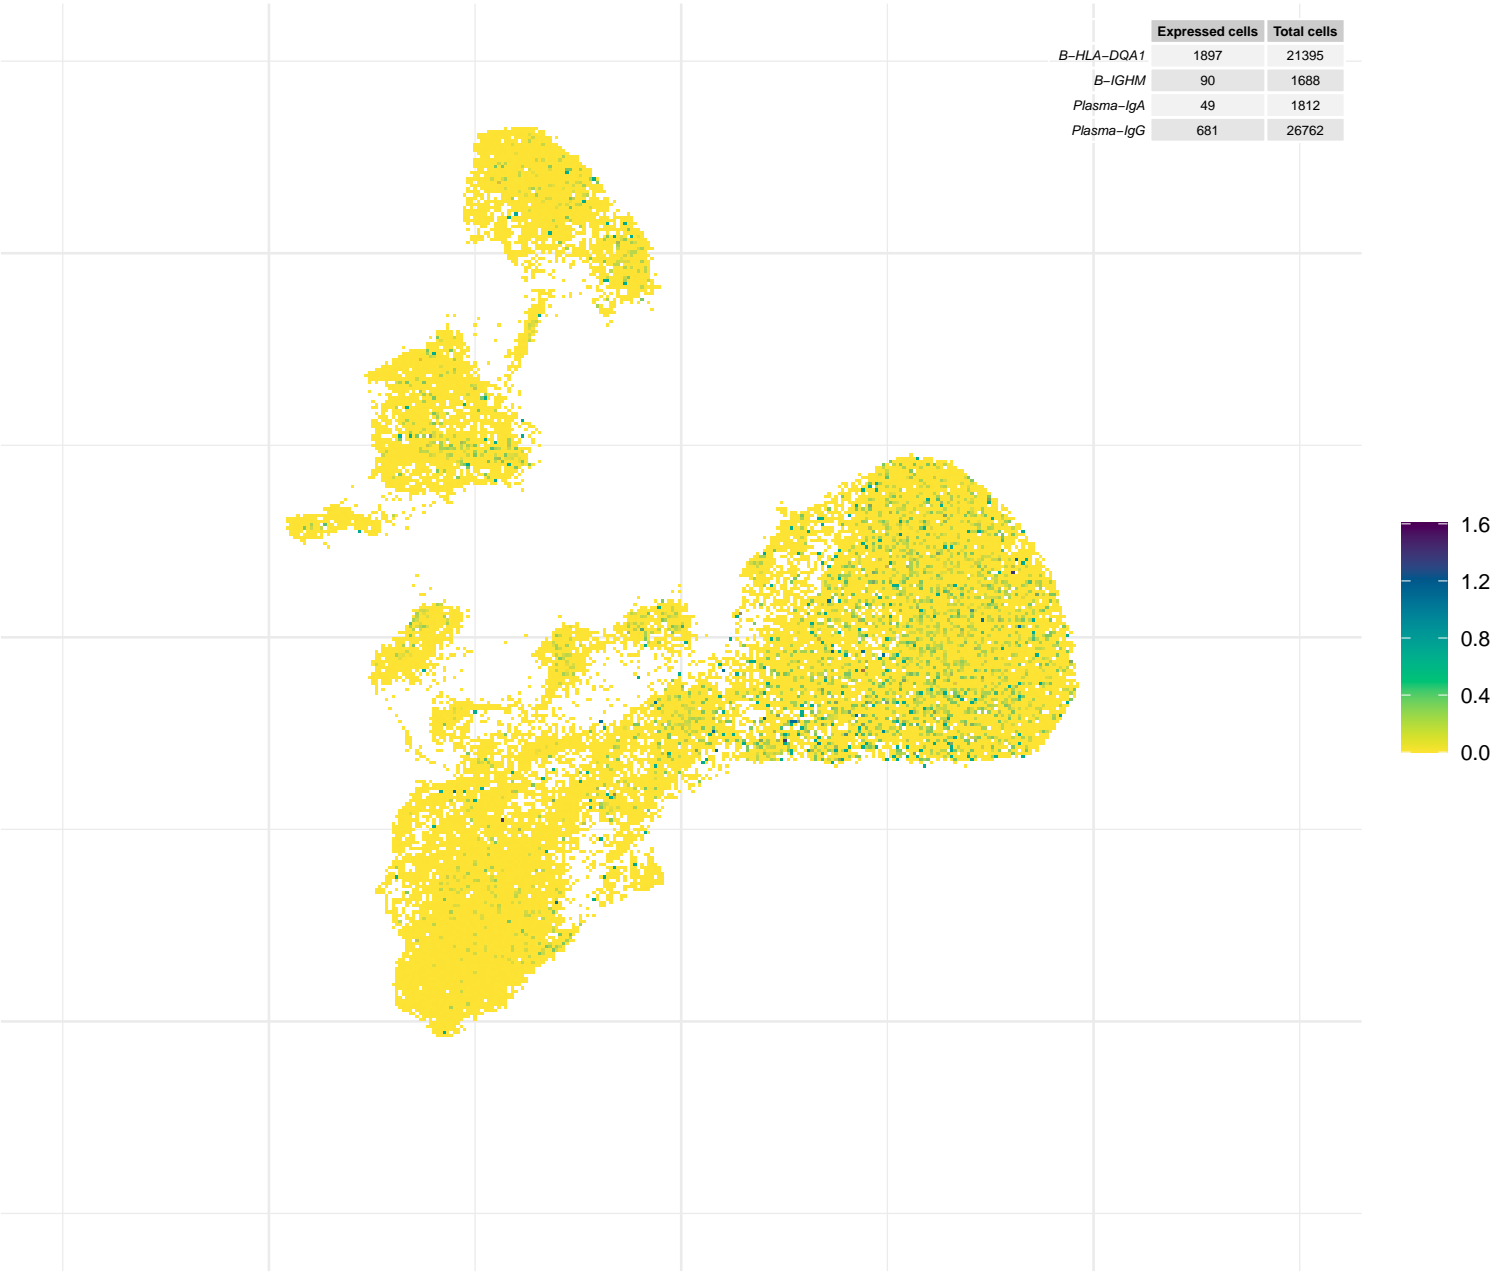 Expressed cells Total cells
B−HLA−DQA1 1897 21395
B−IGHM 90 1688
Plasma−IgA 49 1812
Plasma−IgG 681 26762
1.6
1.2
0.8
0.4
0.0